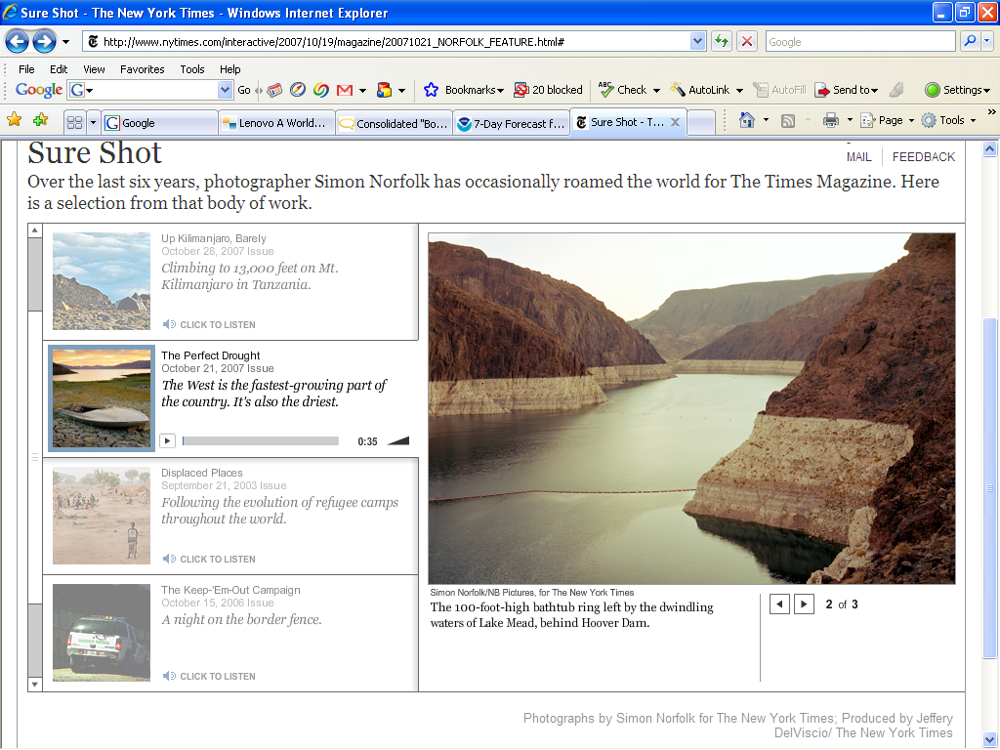 Sure Shot - The New York Times - Windows Internet Explorer
http://www.nytimes.com/interactive/2007/10/19/magazine/20071021_NORFOLK_FEATURE.html#
Google
File Edit View Favorites Tools Help
Google G Go Bookmarks 20 blocked ABC Check AutoLink AutoFill Send to Settings
G Google Lenovo A World... Consolidated "Bo... 7-Day Forecast f... Sure Shot - T... X Page Tools »
Sure Shot
MAIL FEEDBACK
Over the last six years, photographer Simon Norfolk has occasionally roamed the world for The Times Magazine. Here
is a selection from that body of work.
Up Kilimanjaro, Barely
October 28, 2007 Issue
Climbing to 13,000 feet on Mt.
Kilimanjaro in Tanzania.
CLICK TO LISTEN
The Perfect Drought
October 21, 2007 Issue
The West is the fastest-growing part of
the country. It's also the driest.
0:35
Displaced Places
September 21, 2003 Issue
Following the evolution of refugee camps
throughout the world.
CLICK TO LISTEN
The Keep-'Em-Out Campaign
October 15, 2006 Issue
A night on the border fence.
CLICK TO LISTEN
Simon Norfolk/NB Pictures, for The New York Times
The 100-foot-high bathtub ring left by the dwindling
waters of Lake Mead, behind Hoover Dam.
2 of 3
Photographs by Simon Norfolk for The New York Times; Produced by Jeffery
DelViscio/ The New York Times